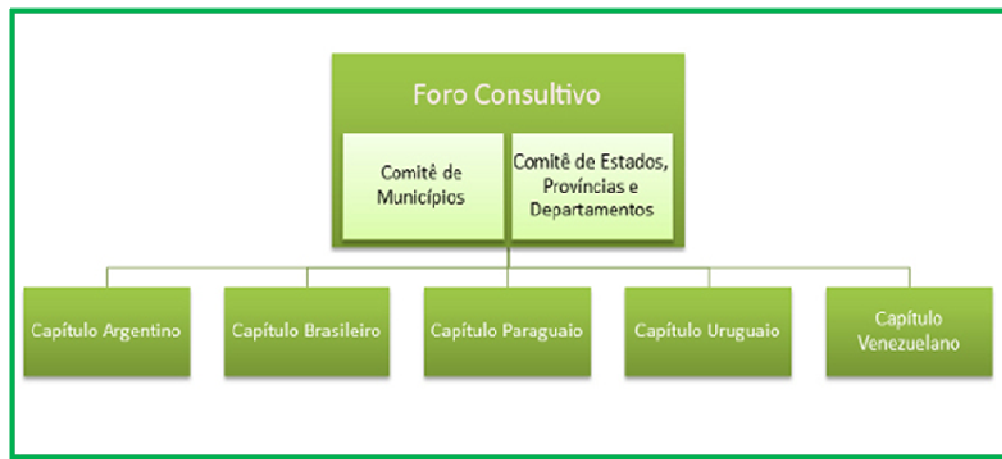 Foro Consultivo
Comitê de
Municípios
Comitê de Estados,
Províncias e
Departamentos
Capítulo Argentino
Capítulo Brasileiro
Capítulo Paraguaio
Capítulo Uruguaio
Capítulo
Venezuelano